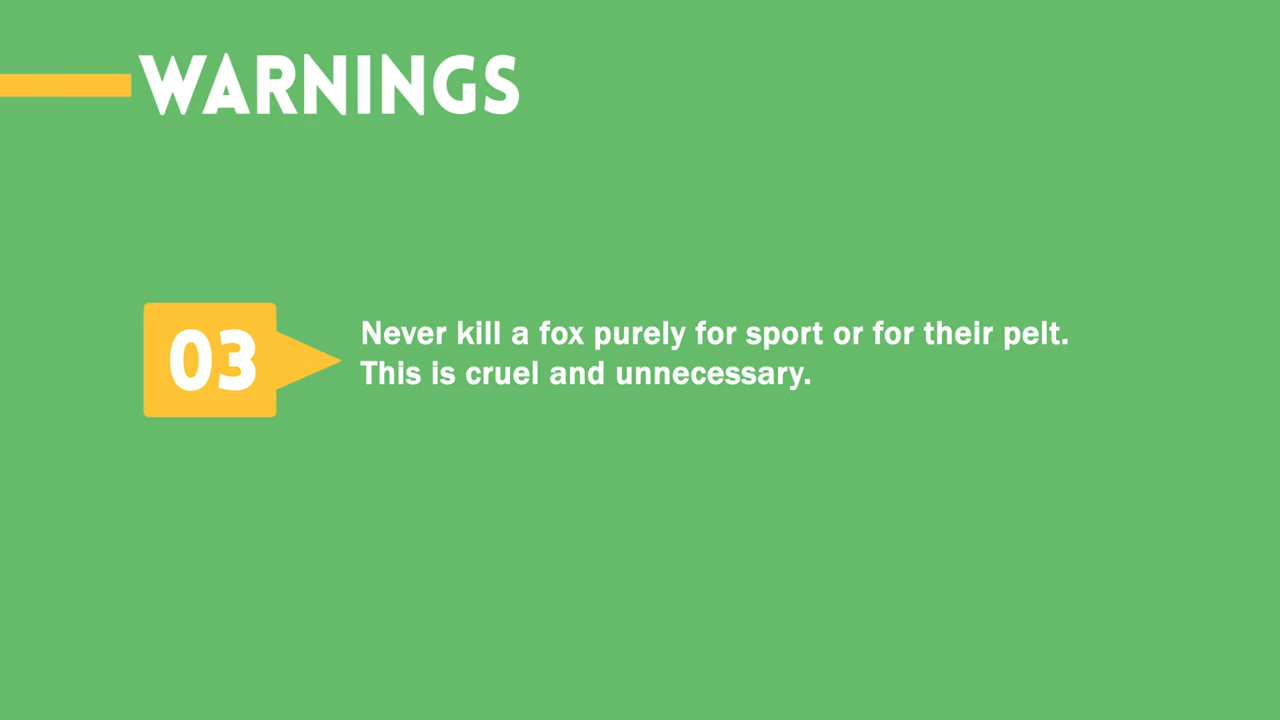 WARNINGS
03
Never kill a fox purely for sport or for their pelt.
This is cruel and unnecessary.